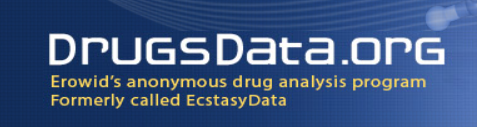 DrugsData.org
Erowid's anonymous drug analysis program
Formerly called EcstasyData